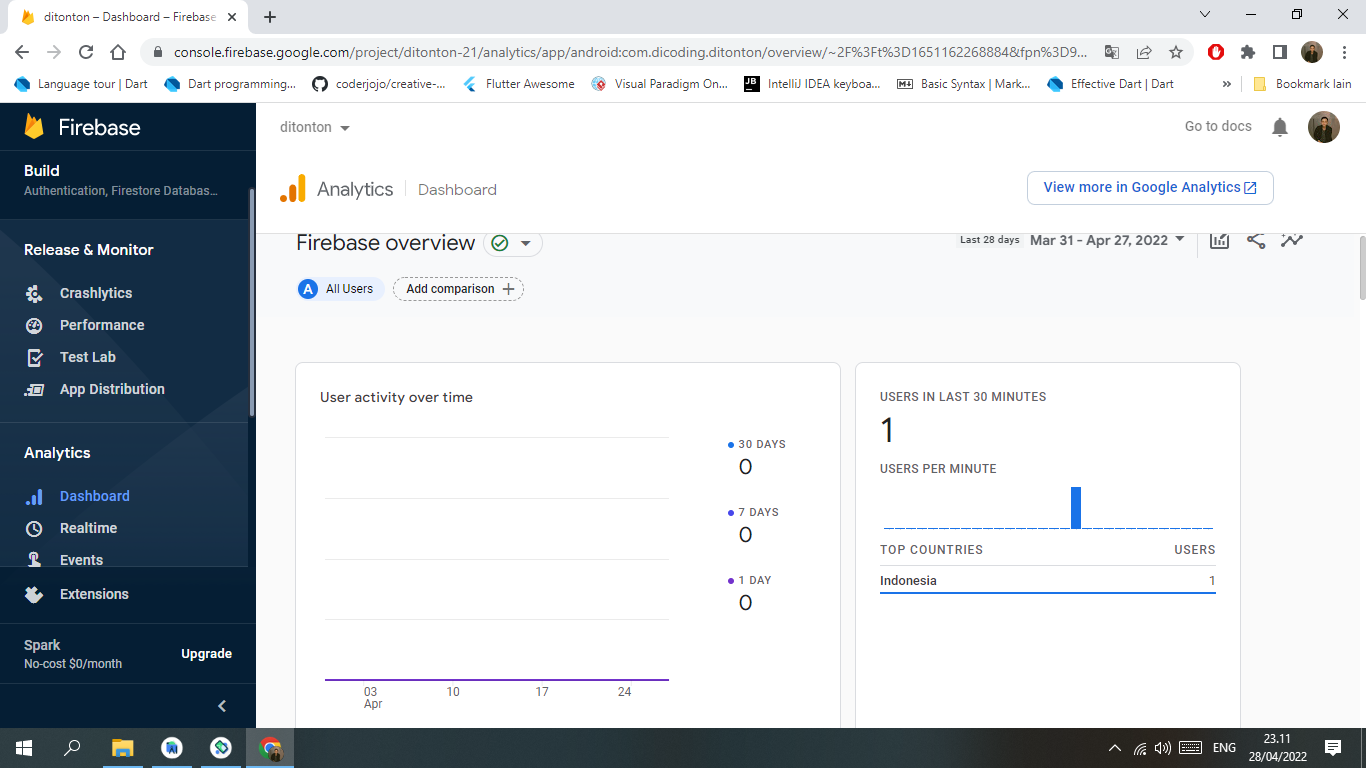 ditonton – Dashboard – Firebase
console.firebase.google.com/project/ditonton-21/analytics/app/android:com.dicoding.ditonton/overview/~2F%3Ft%3D1651162268884&fpn%3D9...
Language tour | Dart
Dart programming...
coderjojo/creative-...
Flutter Awesome
Visual Paradigm On...
IntelliJ IDEA keyboa...
Basic Syntax | Mark...
Effective Dart | Dart
»
Bookmark lain
Firebase
Build
Authentication, Firestore Databas...
Release & Monitor
Crashlytics
Performance
Test Lab
App Distribution
Analytics
Dashboard
Realtime
Events
Extensions
Spark
No-cost $0/month
Upgrade
ditonton
Go to docs
Analytics
Dashboard
View more in Google Analytics
Firebase overview
Last 28 days
Mar 31 - Apr 27, 2022
A
All Users
Add comparison
User activity over time
30 DAYS
0
7 DAYS
0
1 DAY
0
03
Apr
10
17
24
USERS IN LAST 30 MINUTES
1
USERS PER MINUTE
TOP COUNTRIES
USERS
Indonesia
1
ENG
23.11
28/04/2022